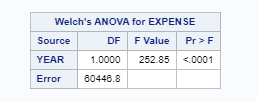 Welch's ANOVA for EXPENSE
Source DF F Value Pr > F
YEAR 1.0000 252.85 <.0001
Error 60446.8